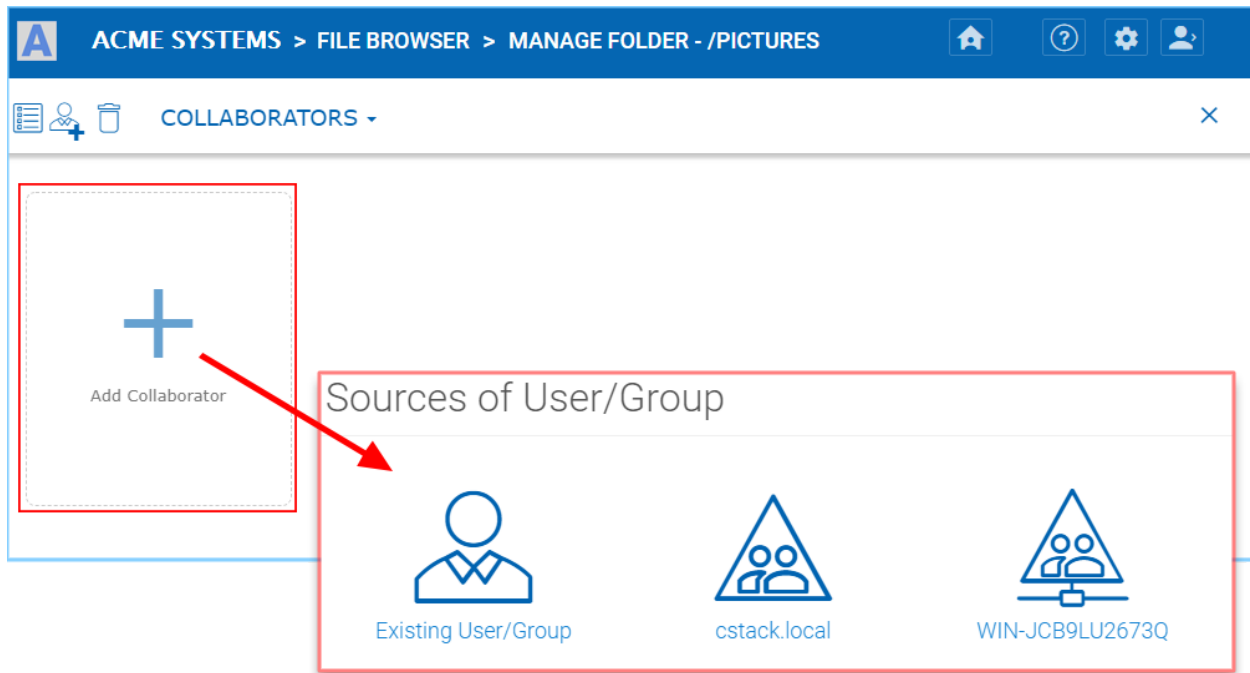 A ACME SYSTEMS > FILE BROWSER > MANAGE FOLDER - /PICTURES
COLLABORATORS
Add Collaborator
Sources of User/Group
Existing User/Group cstack.local WIN-JCB9LU2673Q